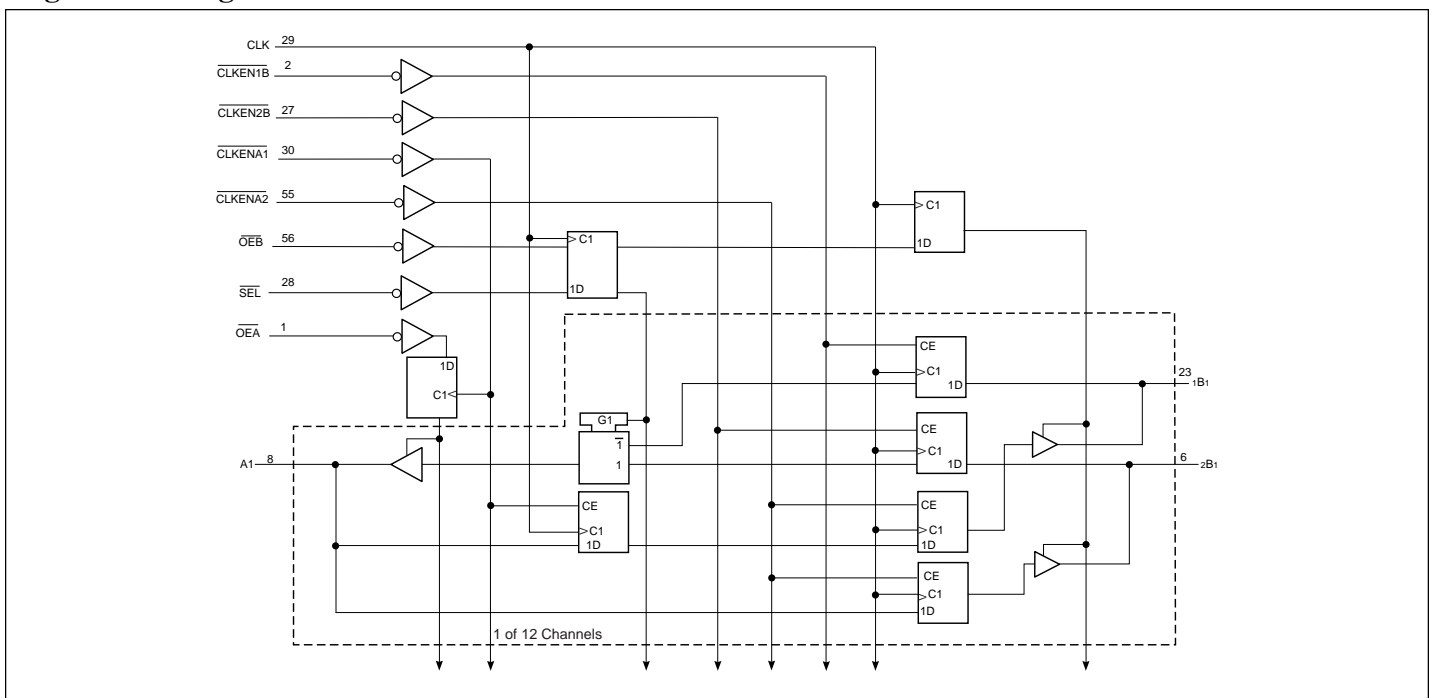 CLK 29
CLKEN1B 2
CLKEN2B 27
CLKENA1 30
CLKENA2 55
C1
OEB 56
C1
1D
SEL 28
1D
OEA 1
1D
CE
C1
C1
1D
23 1B1
G1
1
CE
A1 8
1
C1
1D
6 2B1
CE
CE
C1
C1
1D
1D
CE
C1
1D
1 of 12 Channels